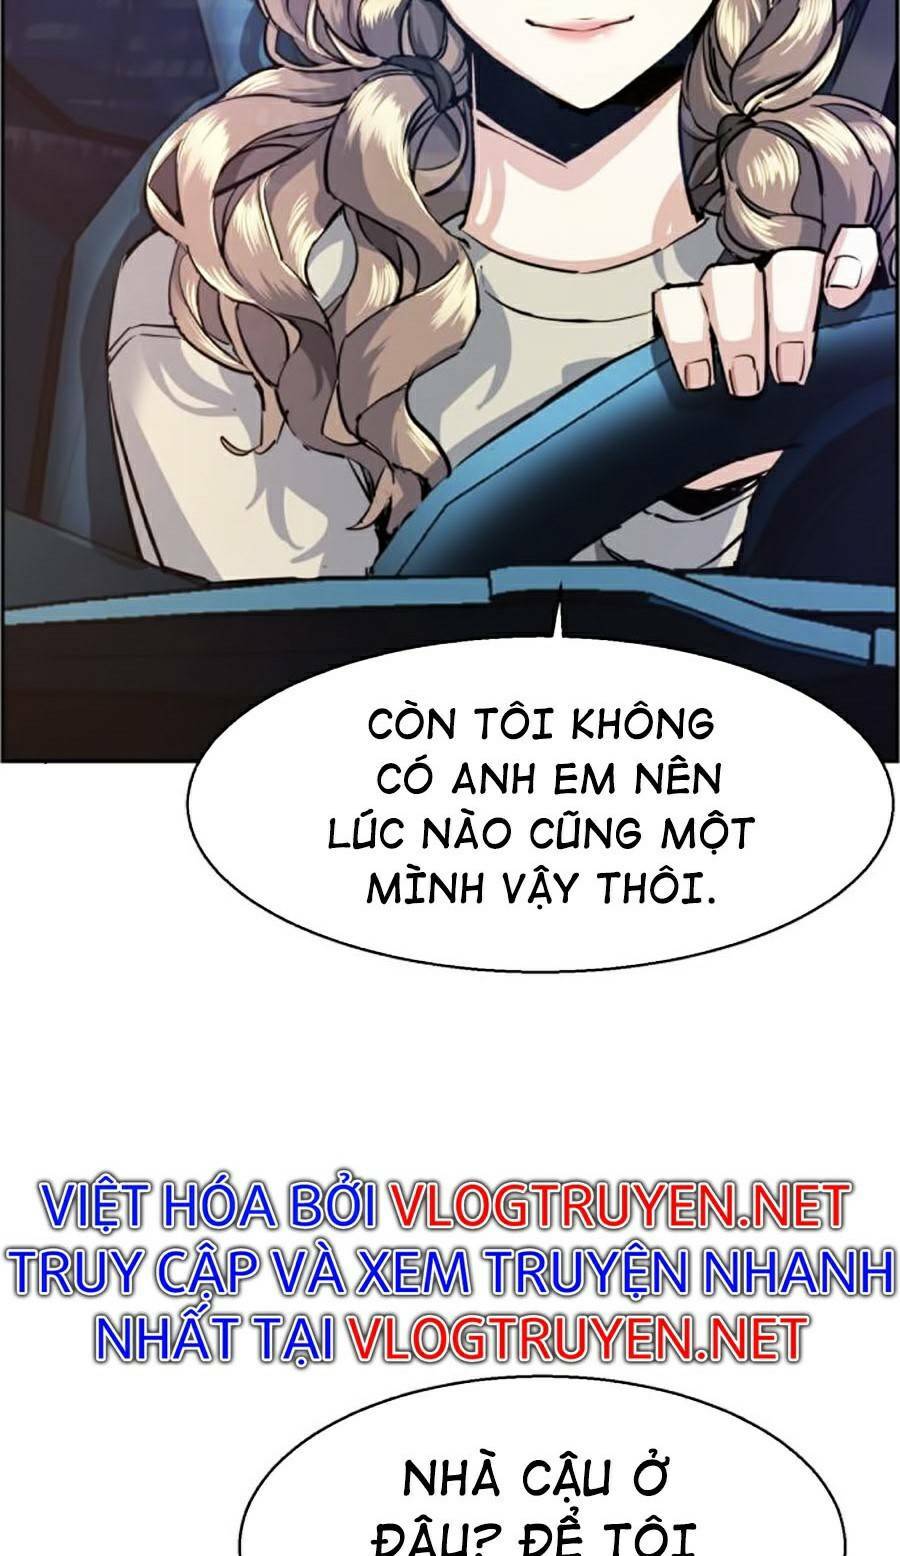 CÒN TÔI KHÔNG
CÓ ANH EM NÊN
LÚC NÀO CŨNG MỘT
MÌNH VẬY THÔI.
VIỆT HÓA BỞI VLOGTRUYEN.NET
TRUY CẬP VÀ XEM TRUYỆN NHANH
NHẤT TẠI VLOGTRUYEN.NET
NHÀ CẬU Ở
ĐÂU? ĐỂ TÔI